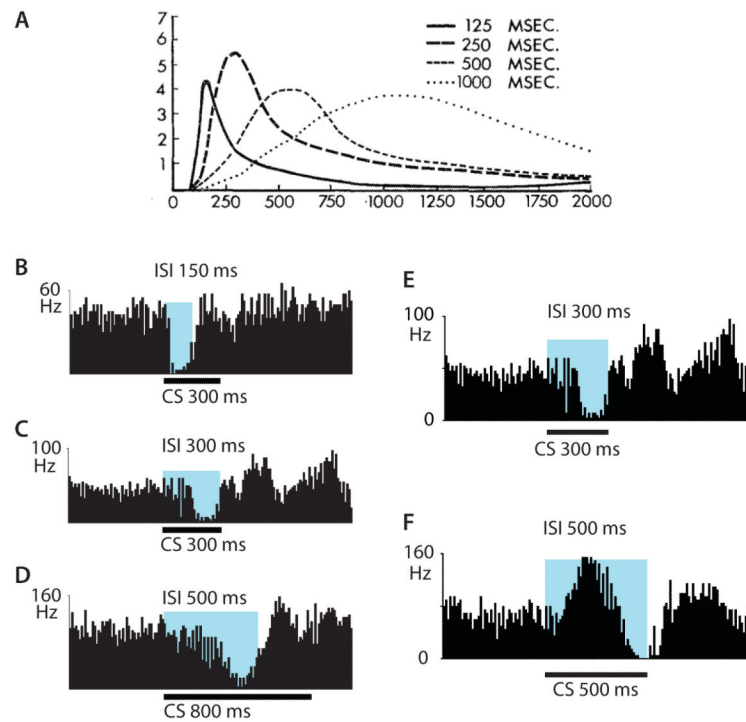 A
7
6
5
4
3
2
1
125 MSEC.
250 MSEC.
500 MSEC.
1000 MSEC.
0 250 500 750 1000 1250 1500 1750 2000
B
ISI 150 ms
60
Hz
CS 300 ms
C
ISI 300 ms
100
Hz
CS 300 ms
D
ISI 500 ms
160
Hz
CS 800 ms
E
ISI 300 ms
100
Hz
0
CS 300 ms
F
ISI 500 ms
160
Hz
0
CS 500 ms